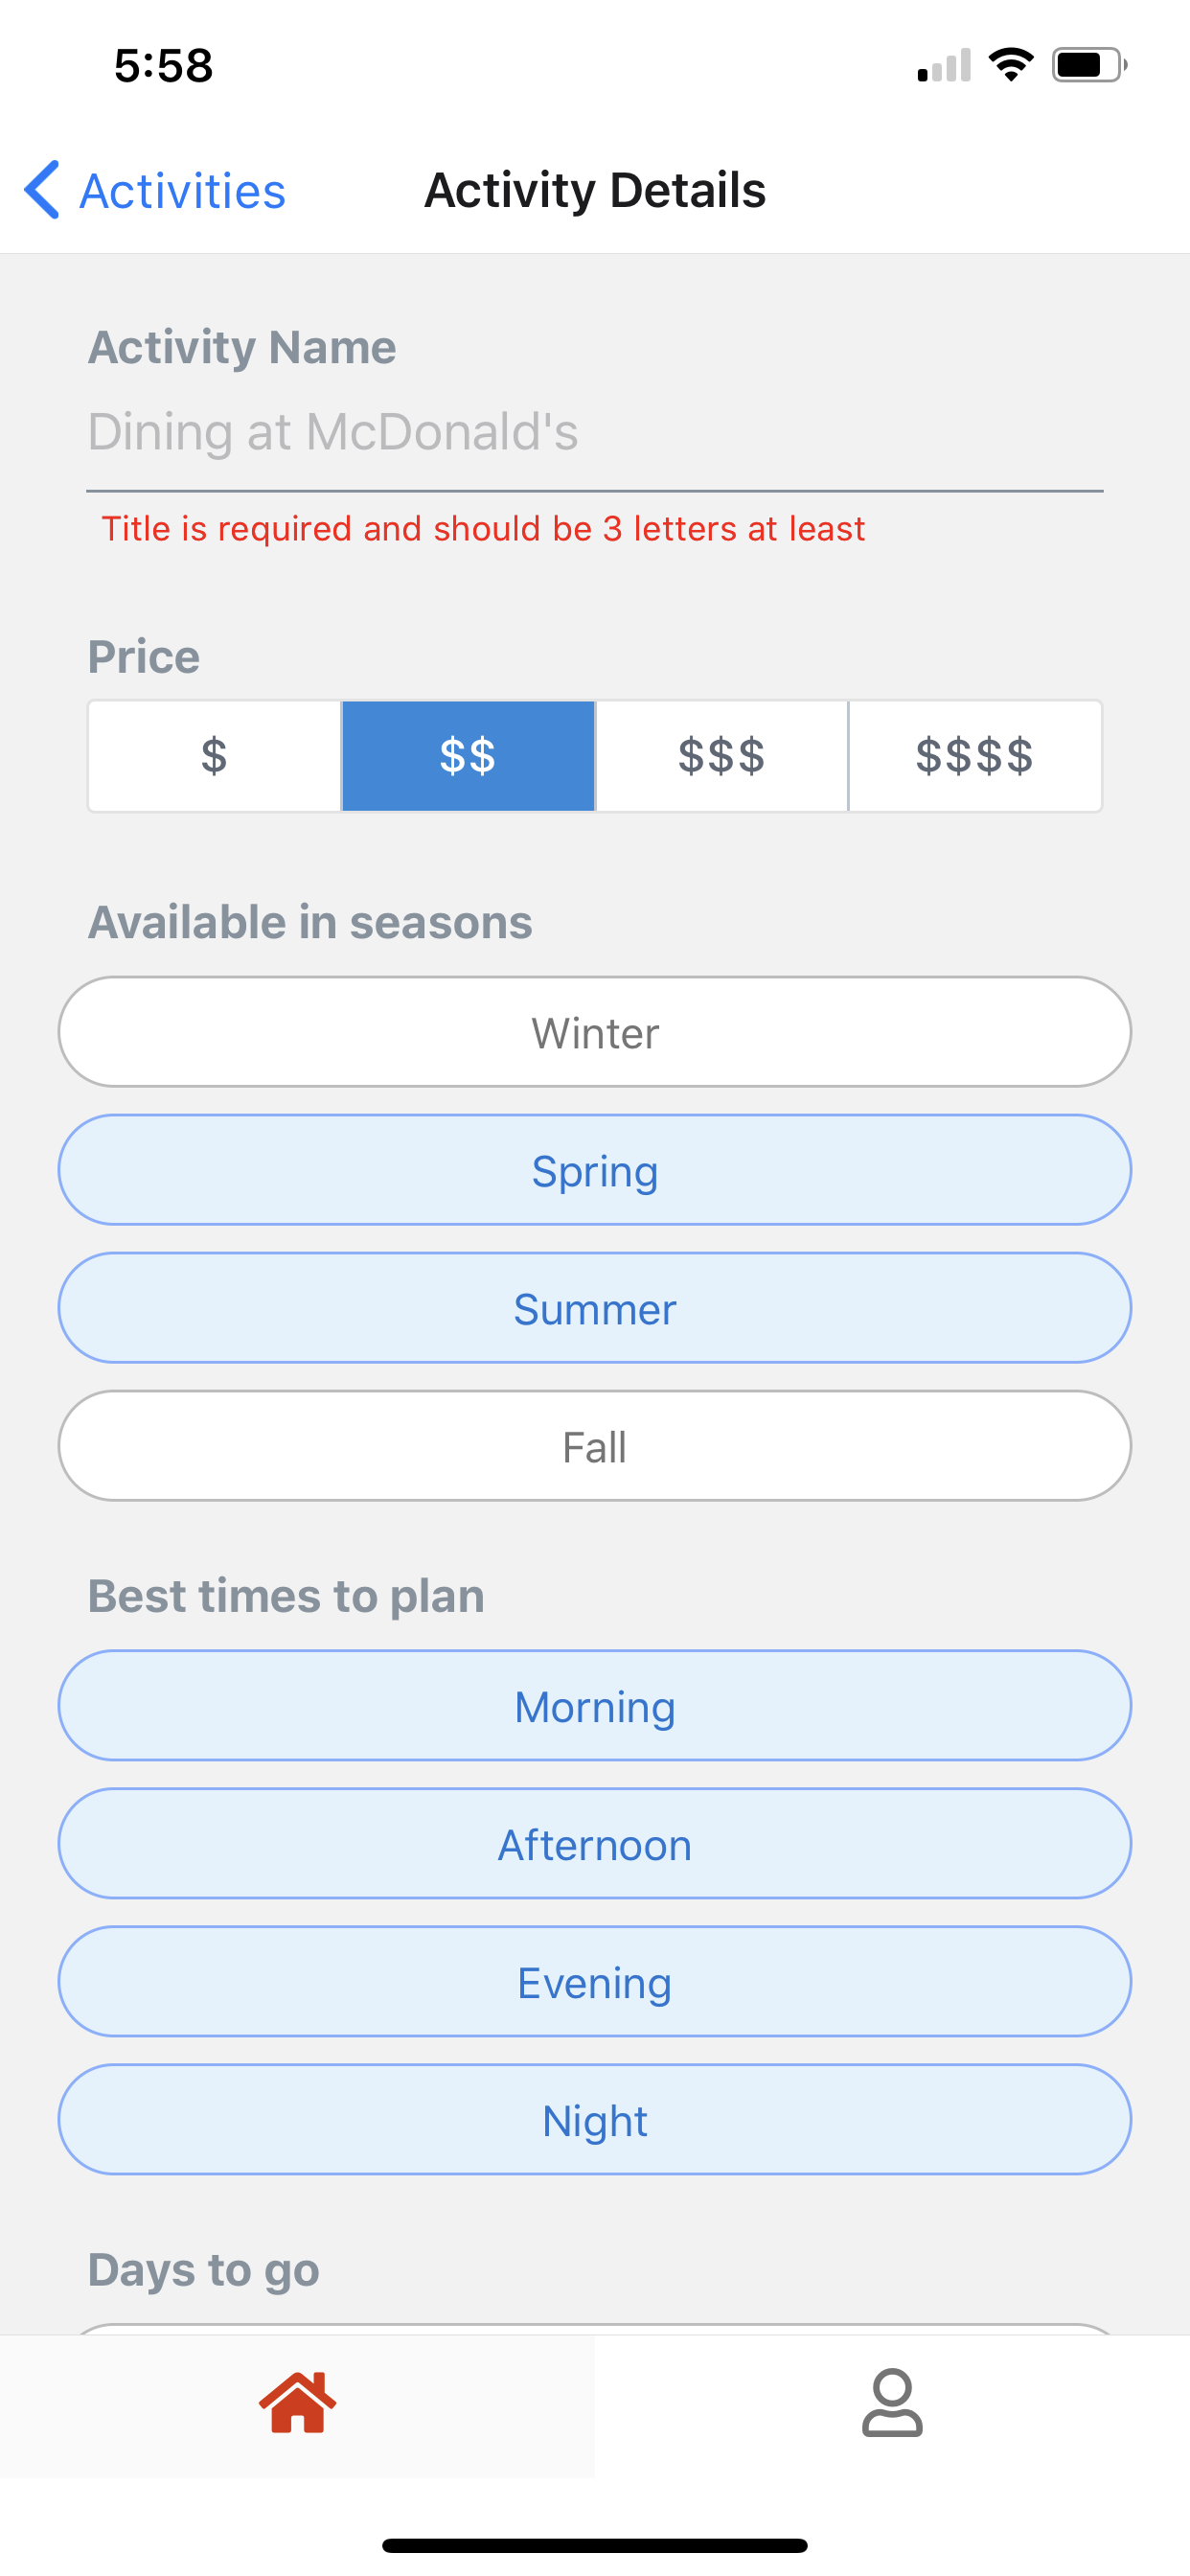 5:58
Activities
Activity Details
Activity Name
Dining at McDonald's
Title is required and should be 3 letters at least
Price
$ $$ $$$ $$$$
Available in seasons
Winter
Spring
Summer
Fall
Best times to plan
Morning
Afternoon
Evening
Night
Days to go